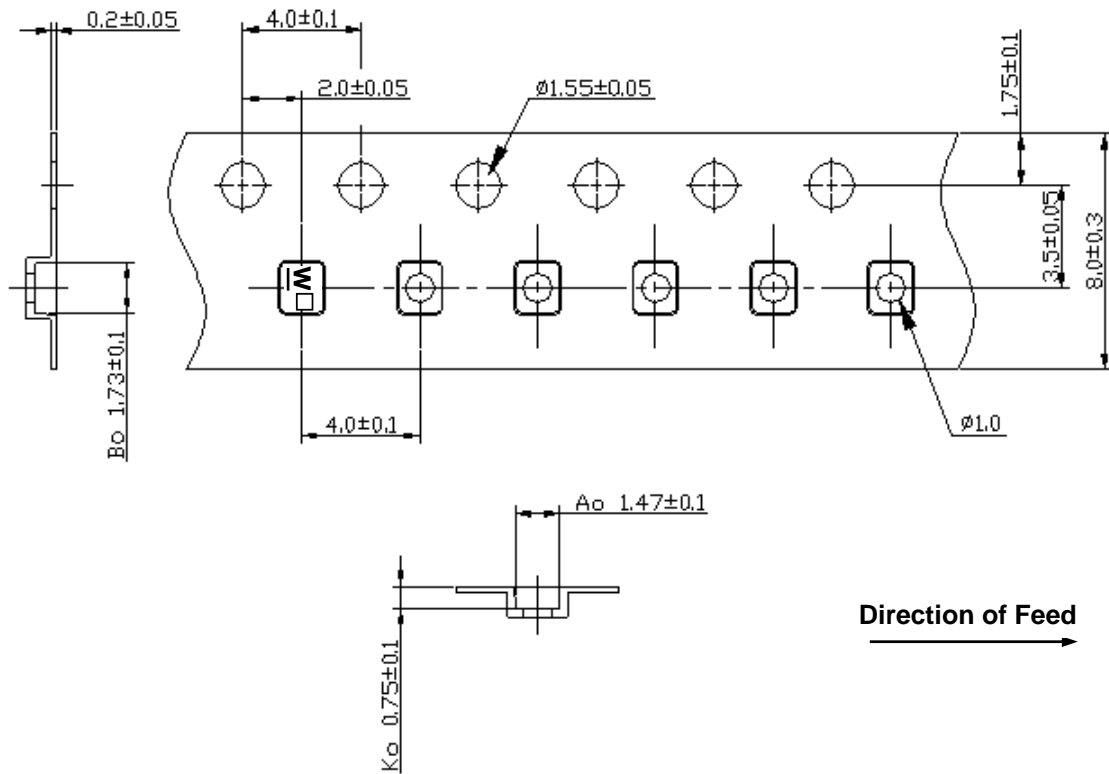 0.2±0.05
4.0±0.1
2.0±0.05
ø1.55±0.05
1.75±0.1
3.5±0.05
8.0±0.3
W
Bo 1.73±0.1
4.0±0.1
ø1.0
Ao 1.47±0.1
Ko 0.75±0.1
Direction of Feed